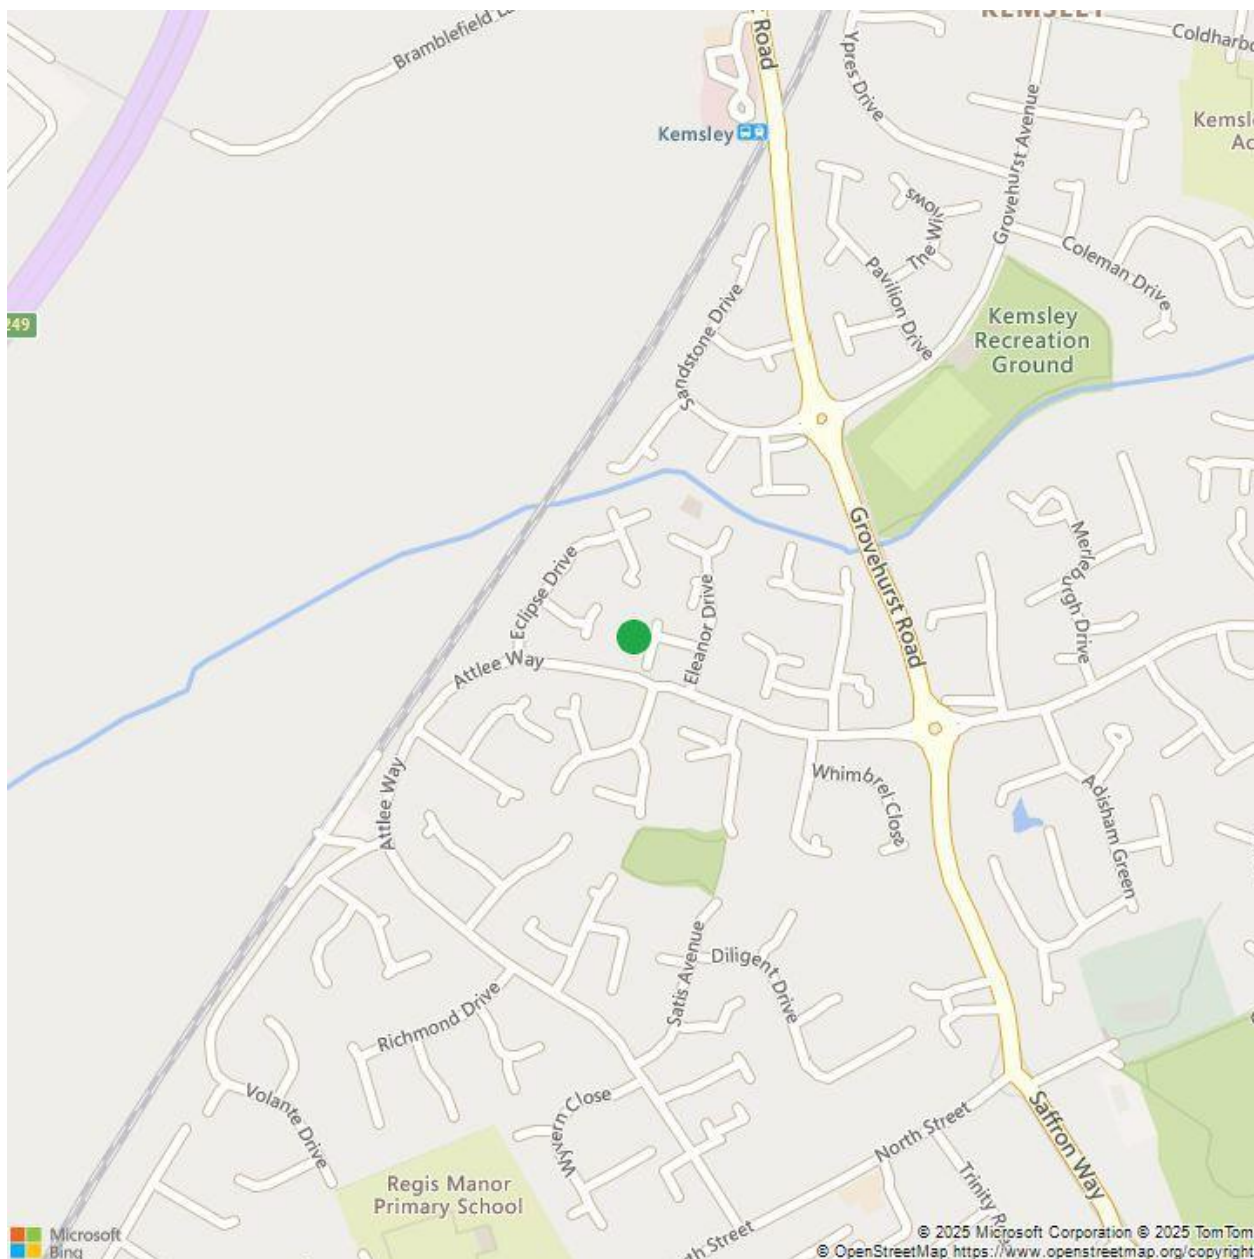 KEMSLEY
Road
Bramblefield L
Coldharbo
Ypres Drive
Kemsley
Kemsl
Ac
Grovehurst Avenue
The Willows
Coleman Drive
Pavilion Drive
Sandstone Drive
249
Kemsley
Recreation
Ground
Grovehurst Road
Merleburgh Drive
Eclipse Drive
Eleanor Drive
Attlee Way
Attlee Way
Whimbrel Close
Adisham Green
Satis Avenue
Diligent Drive
Richmond Drive
Volante Drive
Wyvern Close
North Street
Saffron Way
Trinity R
Regis Manor
Primary School
th Street
Microsoft
Bing
© 2025 Microsoft Corporation © 2025 TomTom
© OpenStreetMap https://www.openstreetmap.org/copyright